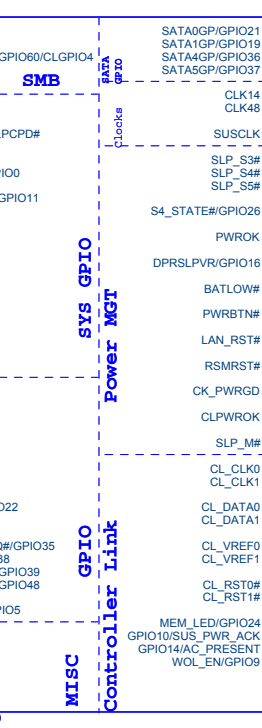 GPIO60/CLGPIO4
SMB
LPCPD#
GPIO11
SYS GPIO
GPIO
MISC
SATA
GPIO
Clocks
Power MGT
Controller Link
SATA0GP/GPIO21
SATA1GP/GPIO19
SATA4GP/GPIO36
SATA5GP/GPIO37
CLK14
CLK48
SUSCLK
SLP_S3#
SLP_S4#
SLP_S5#
S4_STATE#/GPIO26
PWROK
DPRSLPVR/GPIO16
BATLOW#
PWRBTN#
LAN_RST#
RSMRST#
CK_PWRGD
CLPWROK
SLP_M#
CL_CLK0
CL_CLK1
CL_DATA0
CL_DATA1
CL_VREF0
CL_VREF1
CL_RST0#
CL_RST1#
MEM_LED/GPIO24
GPIO10/SUS_PWR_ACK
GPIO14/AC_PRESENT
WOL_EN/GPIO9
IO0
O22
Q#/GPIO35
38
GPIO39
GPIO48
PIO5